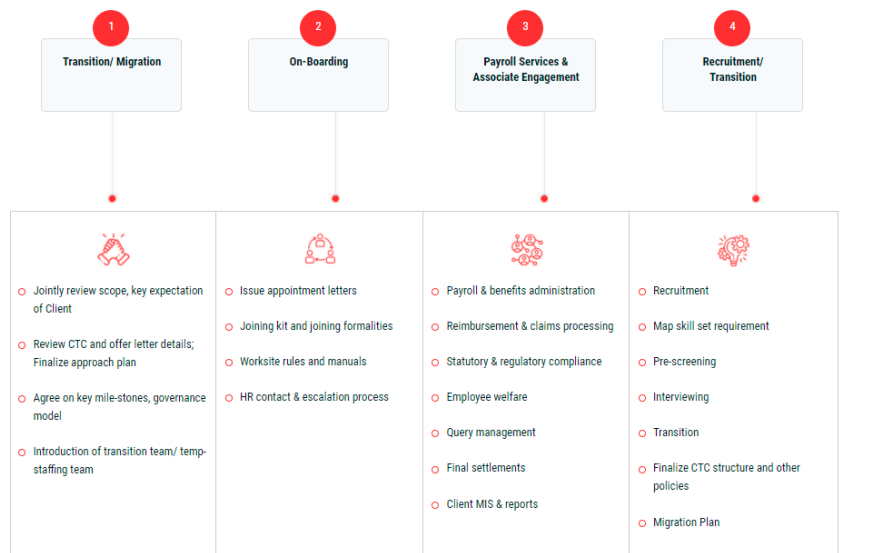 1
Transition/ Migration
2
On-Boarding
3
Payroll Services &
Associate Engagement
4
Recruitment/
Transition
Jointly review scope, key expectation
of Client
Review CTC and offer letter details;
Finalize approach plan
Agree on key mile-stones, governance
model
Introduction of transition team/ temp-
staffing team
Issue appointment letters
Joining kit and joining formalities
Worksite rules and manuals
HR contact & escalation process
Payroll & benefits administration
Reimbursement & claims processing
Statutory & regulatory compliance
Employee welfare
Query management
Final settlements
Client MIS & reports
Recruitment
Map skill set requirement
Pre-screening
Interviewing
Transition
Finalize CTC structure and other
policies
Migration Plan